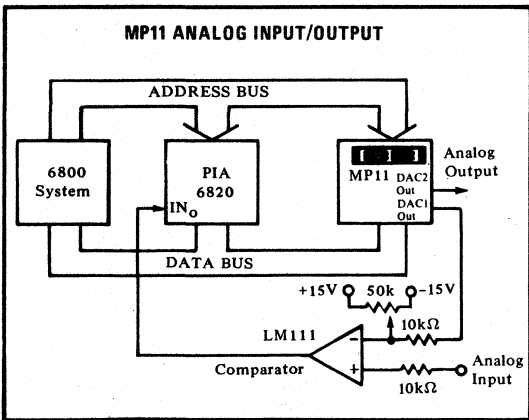 MP11 ANALOG INPUT/OUTPUT
ADDRESS BUS
6800
System
PIA
6820
IN₀
MP11
DAC2
Out
DAC1
Out
Analog
Output
DATA BUS
+15V
50k
-15V
LM111
10kΩ
Comparator
−
+
10kΩ
Analog
Input